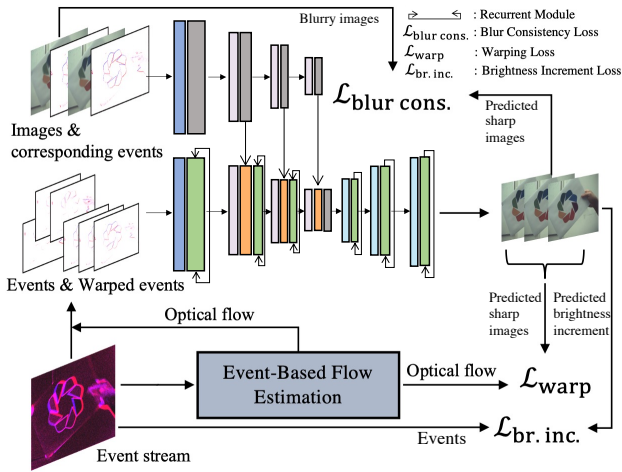 Blurry images
: Recurrent Module
ℒblur cons. : Blur Consistency Loss
ℒwarp : Warping Loss
ℒbr. inc. : Brightness Increment Loss
ℒblur cons.
Images &
corresponding events
Predicted
sharp
images
Events & Warped events
Optical flow
Predicted
sharp
images
Predicted
brightness
increment
Event-Based Flow
Estimation
Optical flow
ℒwarp
Events
ℒbr. inc.
Event stream